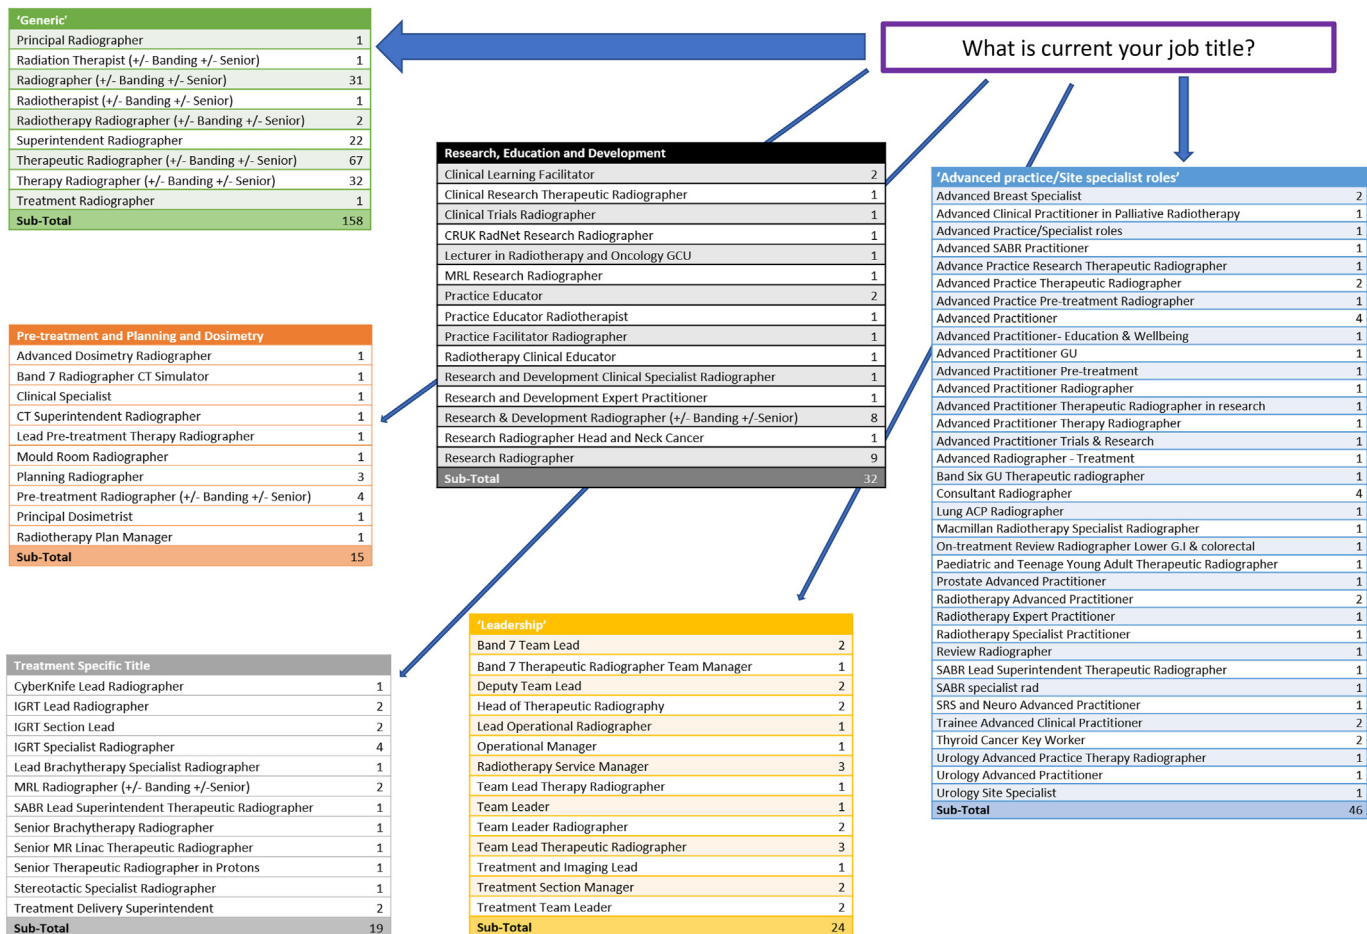 What is current your job title?
'Generic'
Principal Radiographer 1
Radiation Therapist (+/- Banding +/- Senior) 1
Radiographer (+/- Banding +/- Senior) 31
Radiotherapist (+/- Banding +/- Senior) 1
Radiotherapy Radiographer (+/- Banding +/- Senior) 2
Superintendent Radiographer 22
Therapeutic Radiographer (+/- Banding +/- Senior) 67
Therapy Radiographer (+/- Banding +/- Senior) 32
Treatment Radiographer 1
Sub-Total 158
Pre-treatment and Planning and Dosimetry
Advanced Dosimetry Radiographer 1
Band 7 Radiographer CT Simulator 1
Clinical Specialist 1
CT Superintendent Radiographer 1
Lead Pre-treatment Therapy Radiographer 1
Mould Room Radiographer 1
Planning Radiographer 3
Pre-treatment Radiographer (+/- Banding +/- Senior) 4
Principal Dosimetrist 1
Radiotherapy Plan Manager 1
Sub-Total 15
Treatment Specific Title
CyberKnife Lead Radiographer 1
IGRT Lead Radiographer 2
IGRT Section Lead 2
IGRT Specialist Radiographer 4
Lead Brachytherapy Specialist Radiographer 1
MRL Radiographer (+/- Banding +/-Senior) 2
SABR Lead Superintendent Therapeutic Radiographer 1
Senior Brachytherapy Radiographer 1
Senior MR Linac Therapeutic Radiographer 1
Senior Therapeutic Radiographer in Protons 1
Stereotactic Specialist Radiographer 1
Treatment Delivery Superintendent 2
Sub-Total 19
Research, Education and Development
Clinical Learning Facilitator 2
Clinical Research Therapeutic Radiographer 1
Clinical Trials Radiographer 1
CRUK RadNet Research Radiographer 1
Lecturer in Radiotherapy and Oncology GCU 1
MRL Research Radiographer 1
Practice Educator 2
Practice Educator Radiotherapist 1
Practice Facilitator Radiographer 1
Radiotherapy Clinical Educator 1
Research and Development Clinical Specialist Radiographer 1
Research and Development Expert Practitioner 1
Research & Development Radiographer (+/- Banding +/-Senior) 8
Research Radiographer Head and Neck Cancer 1
Research Radiographer 9
Sub-Total 32
'Leadership'
Band 7 Team Lead 2
Band 7 Therapeutic Radiographer Team Manager 1
Deputy Team Lead 2
Head of Therapeutic Radiography 2
Lead Operational Radiographer 1
Operational Manager 1
Radiotherapy Service Manager 3
Team Lead Therapy Radiographer 1
Team Leader 1
Team Leader Radiographer 2
Team Lead Therapeutic Radiographer 3
Treatment and Imaging Lead 1
Treatment Section Manager 2
Treatment Team Leader 2
Sub-Total 24
'Advanced practice/Site specialist roles'
Advanced Breast Specialist 2
Advanced Clinical Practitioner in Palliative Radiotherapy 1
Advanced Practice/Specialist roles 1
Advanced SABR Practitioner 1
Advance Practice Research Therapeutic Radiographer 1
Advanced Practice Therapeutic Radiographer 2
Advanced Practice Pre-treatment Radiographer 1
Advanced Practitioner 4
Advanced Practitioner- Education & Wellbeing 1
Advanced Practitioner GU 1
Advanced Practitioner Pre-treatment 1
Advanced Practitioner Radiographer 1
Advanced Practitioner Therapeutic Radiographer in research 1
Advanced Practitioner Therapy Radiographer 1
Advanced Practitioner Trials & Research 1
Advanced Radiographer - Treatment 1
Band Six GU Therapeutic radiographer 1
Consultant Radiographer 4
Lung ACP Radiographer 1
Macmillan Radiotherapy Specialist Radiographer 1
On-treatment Review Radiographer Lower G.I & colorectal 1
Paediatric and Teenage Young Adult Therapeutic Radiographer 1
Prostate Advanced Practitioner 1
Radiotherapy Advanced Practitioner 2
Radiotherapy Expert Practitioner 1
Radiotherapy Specialist Practitioner 1
Review Radiographer 1
SABR Lead Superintendent Therapeutic Radiographer 1
SABR specialist rad 1
SRS and Neuro Advanced Practitioner 1
Trainee Advanced Clinical Practitioner 2
Thyroid Cancer Key Worker 2
Urology Advanced Practice Therapy Radiographer 1
Urology Advanced Practitioner 1
Urology Site Specialist 1
Sub-Total 46